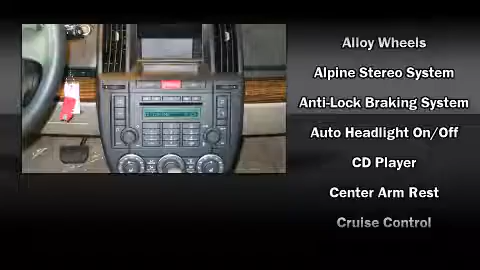 Alloy Wheels
Alpine Stereo System
Anti-Lock Braking System
Auto Headlight On/Off
CD Player
Center Arm Rest
Cruise Control